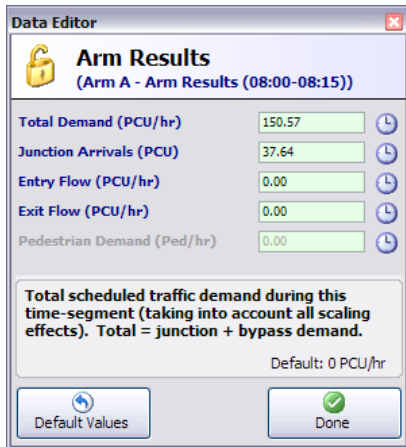 Data Editor
Arm Results
(Arm A - Arm Results (08:00-08:15))
Total Demand (PCU/hr) 150.57
Junction Arrivals (PCU) 37.64
Entry Flow (PCU/hr) 0.00
Exit Flow (PCU/hr) 0.00
Pedestrian Demand (Ped/hr) 0.00
Total scheduled traffic demand during this
time-segment (taking into account all scaling
effects). Total = junction + bypass demand.
Default: 0 PCU/hr
Default Values Done